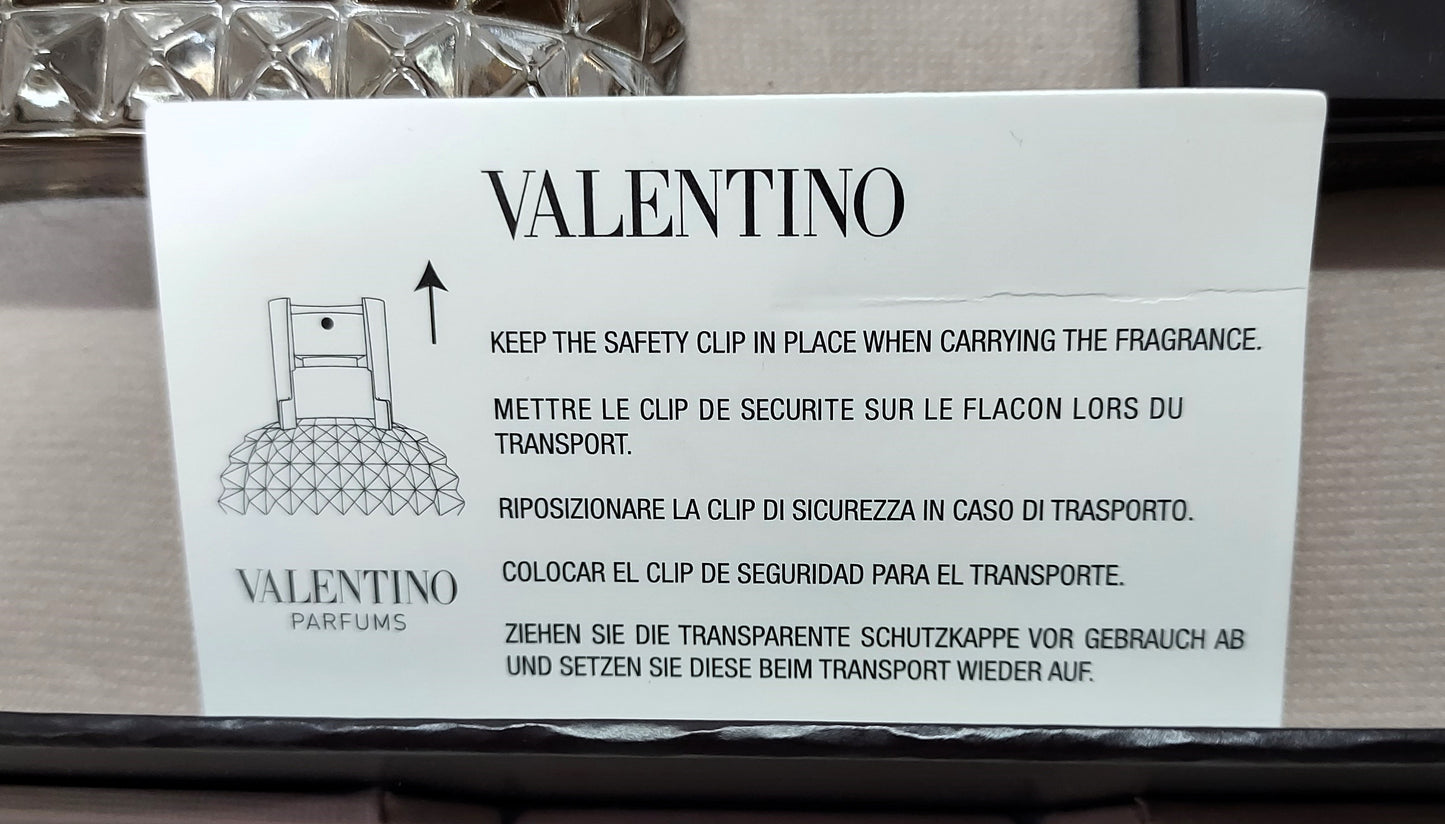 VALENTINO
KEEP THE SAFETY CLIP IN PLACE WHEN CARRYING THE FRAGRANCE.
METTRE LE CLIP DE SECURITE SUR LE FLACON LORS DU
TRANSPORT.
RIPOSIZIONARE LA CLIP DI SICUREZZA IN CASO DI TRASPORTO.
COLOCAR EL CLIP DE SEGURIDAD PARA EL TRANSPORTE.
ZIEHEN SIE DIE TRANSPARENTE SCHUTZKAPPE VOR GEBRAUCH AB
UND SETZEN SIE DIESE BEIM TRANSPORT WIEDER AUF.
VALENTINO
PARFUMS